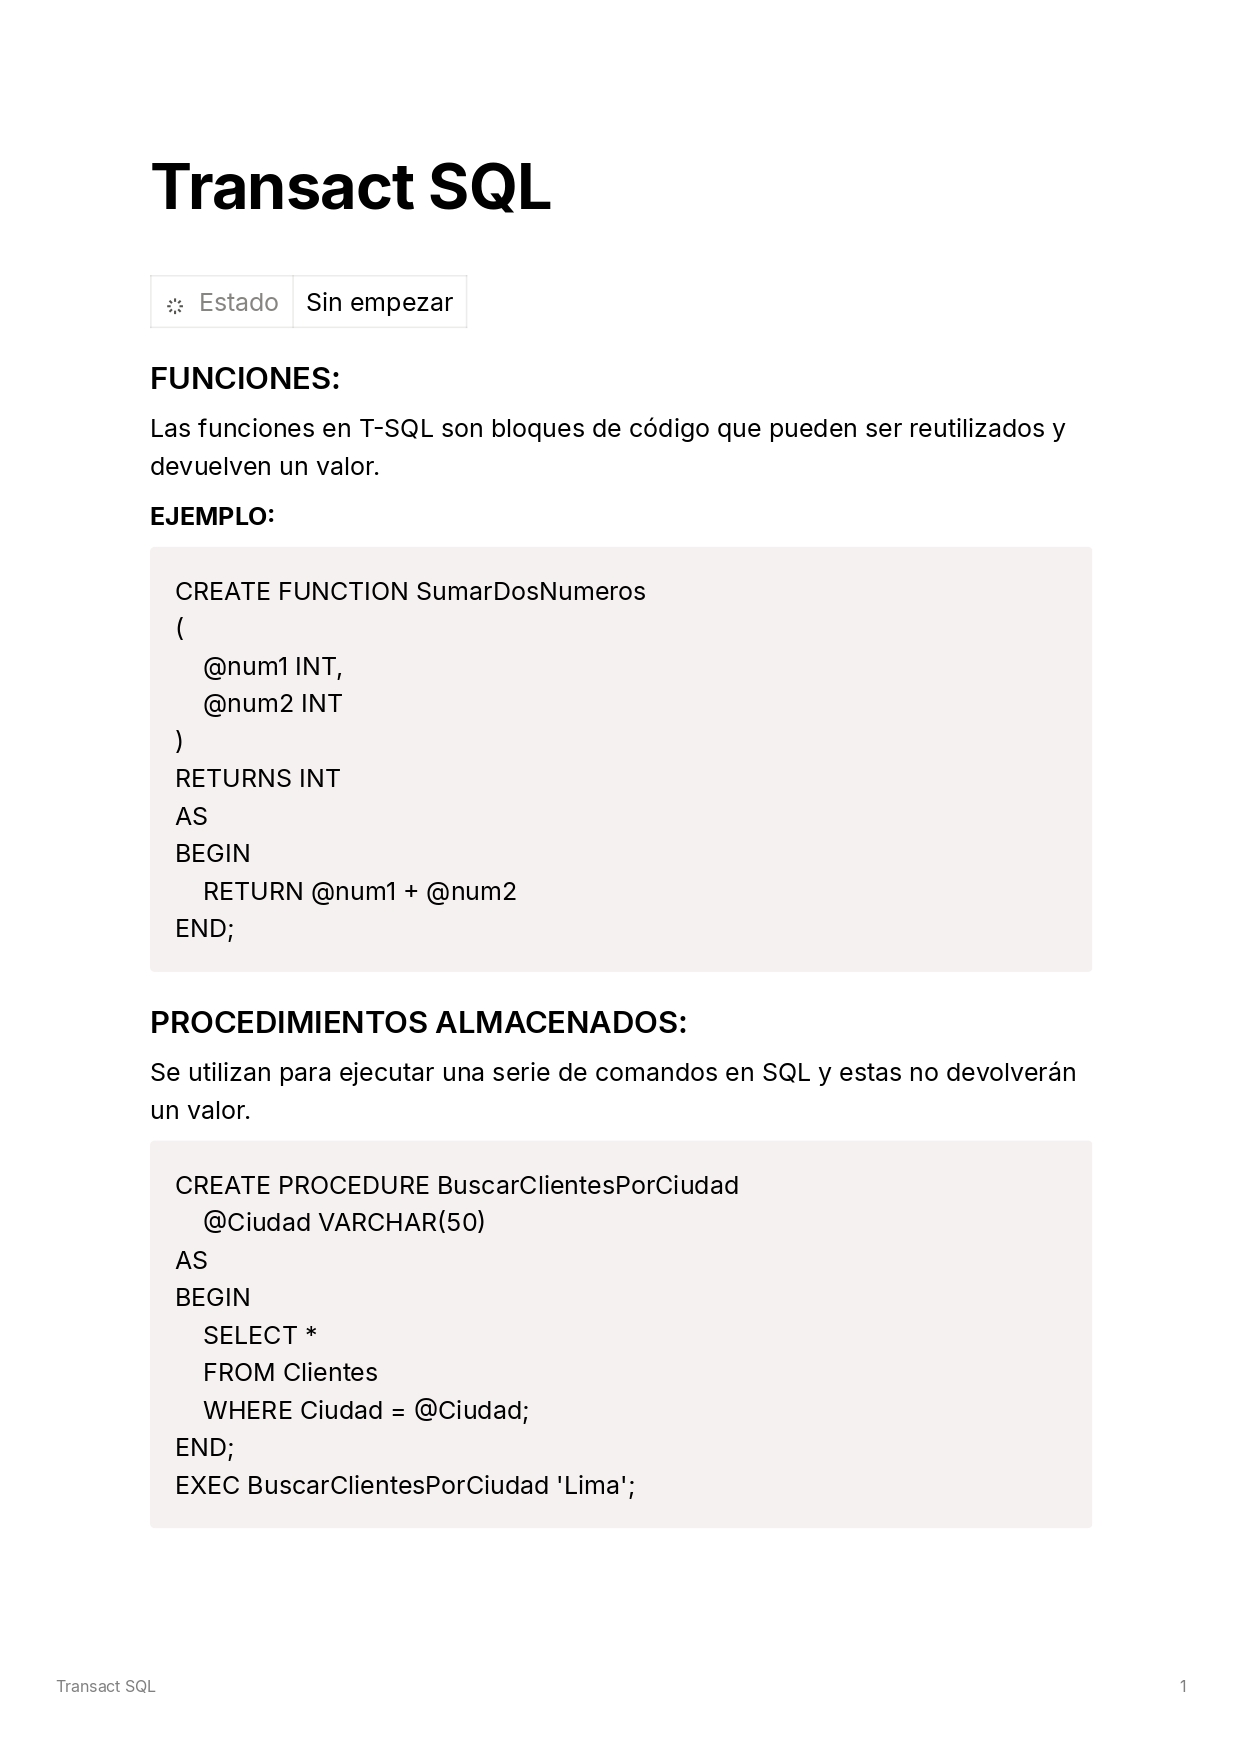 Transact SQL
Estado Sin empezar
FUNCIONES:
Las funciones en T-SQL son bloques de código que pueden ser reutilizados y
devuelven un valor.
EJEMPLO:
CREATE FUNCTION SumarDosNumeros
(
    @num1 INT,
    @num2 INT
)
RETURNS INT
AS
BEGIN
    RETURN @num1 + @num2
END;
PROCEDIMIENTOS ALMACENADOS:
Se utilizan para ejecutar una serie de comandos en SQL y estas no devolverán
un valor.
CREATE PROCEDURE BuscarClientesPorCiudad
    @Ciudad VARCHAR(50)
AS
BEGIN
    SELECT *
    FROM Clientes
    WHERE Ciudad = @Ciudad;
END;
EXEC BuscarClientesPorCiudad 'Lima';
Transact SQL 1